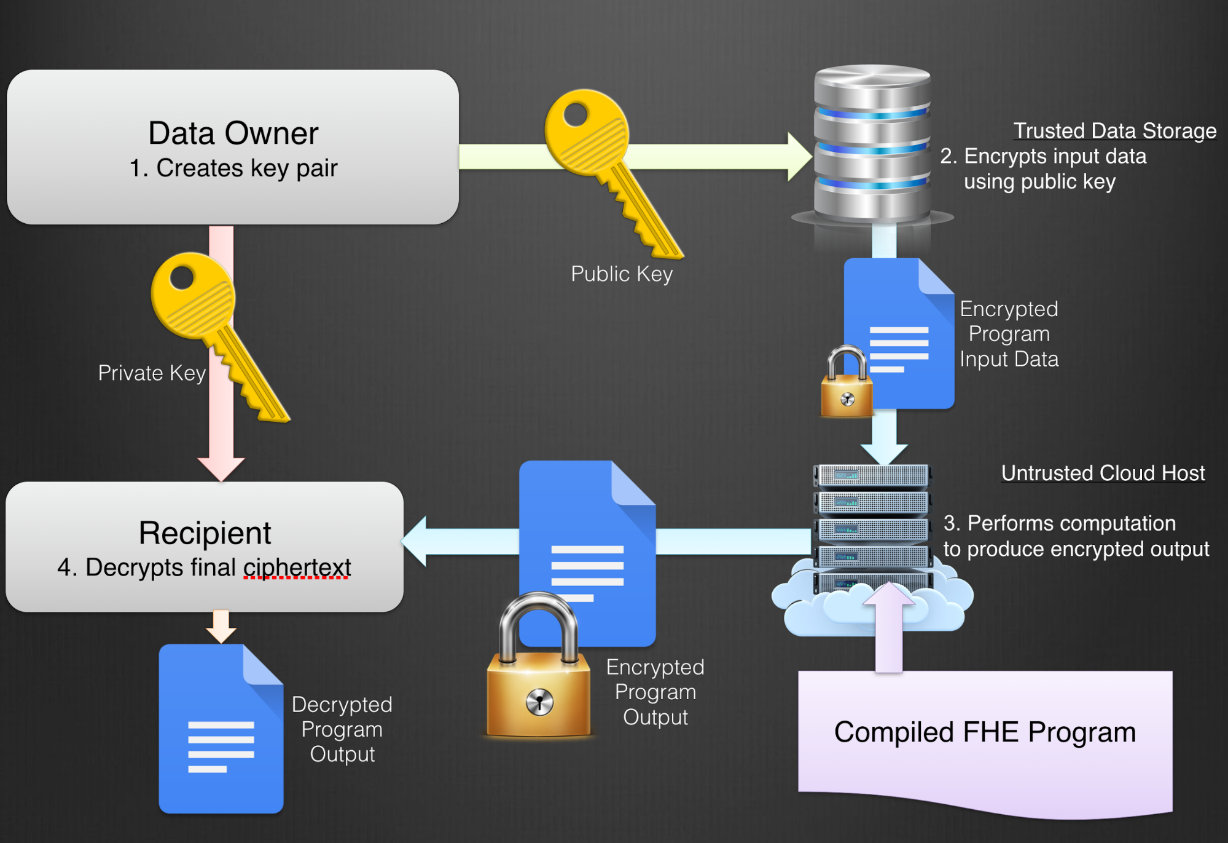 Data Owner
1. Creates key pair
Public Key
Trusted Data Storage
2. Encrypts input data
using public key
Private Key
Encrypted
Program
Input Data
Untrusted Cloud Host
3. Performs computation
to produce encrypted output
Recipient
4. Decrypts final ciphertext
Encrypted
Program
Output
Decrypted
Program
Output
Compiled FHE Program